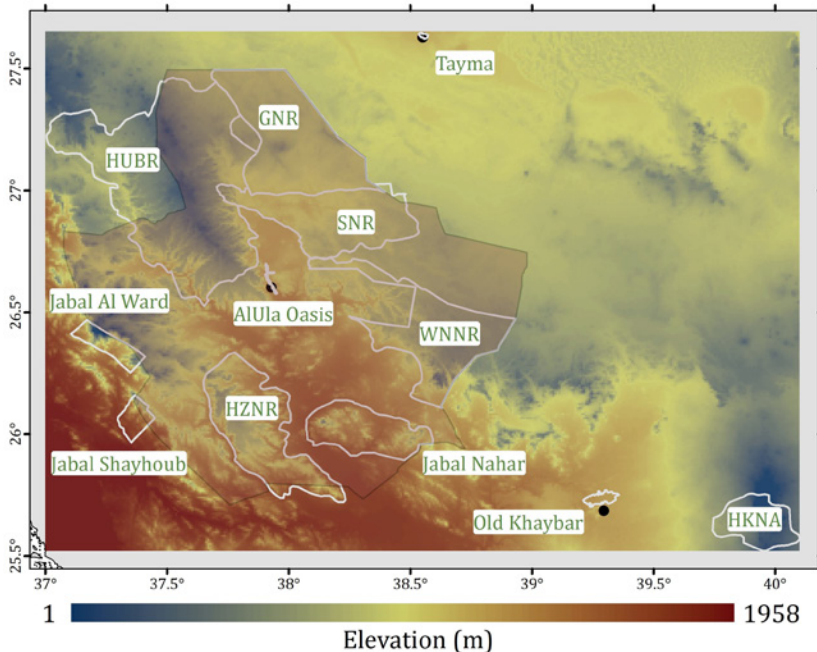 27.5°
27°
26.5°
26°
25.5°
Tayma
GNR
HUBR
SNR
Jabal Al Ward
AlUla Oasis
WNNR
HZNR
Jabal Shayhoub
Jabal Nahar
Old Khaybar
HKNA
37° 37.5° 38° 38.5° 39° 39.5° 40°
1 1958
Elevation (m)